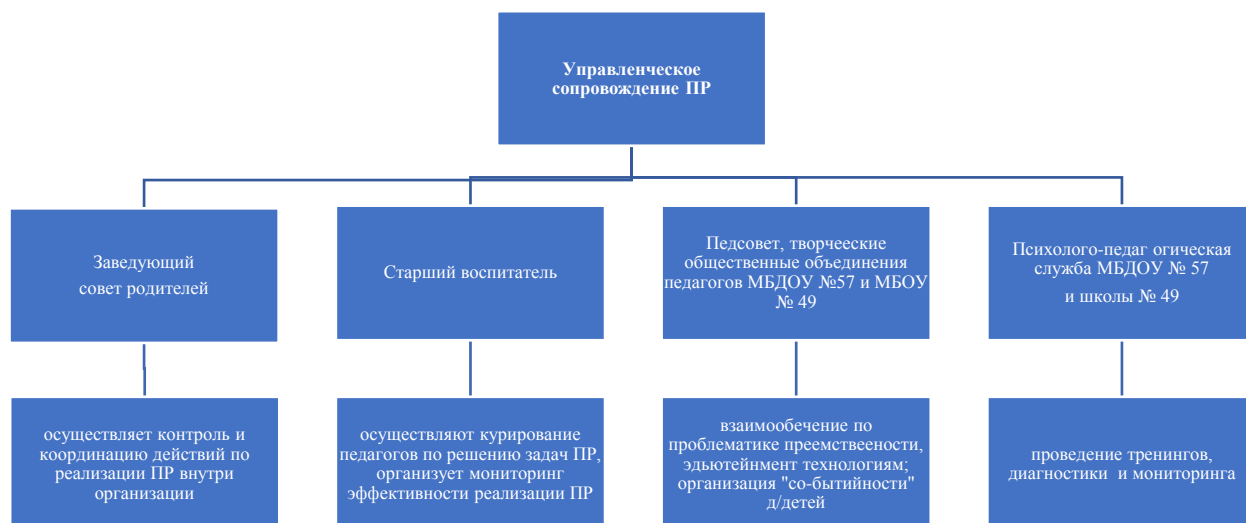 Управленческое
сопровождение ПР
Заведующий
совет родителей
Старший воспитатель
Педсовет, творчееские
общественные объединения
педагогов МБДОУ №57 и МБОУ
№ 49
Психолого-педаг огическая
служба МБДОУ № 57
и школы № 49
осуществляет контроль и
координацию действий по
реализации ПР внутри
организации
осуществляют курирование
педагогов по решению задач ПР,
организует мониторинг
эффективности реализации ПР
взаимообечение по
проблематике преемствеености,
эдьютейнмент технологиям;
организация "со-бытийности"
д/детей
проведение тренингов,
диагностики и мониторинга